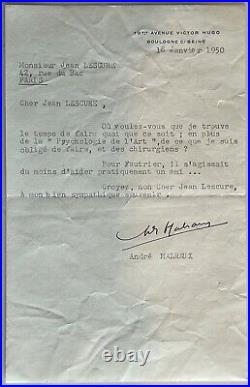 AVENUE VICTOR HUGO
BOULOGNE S/SEINE
16 janvier 1950
Monsieur Jean LESCURE
42, rue du Bac
PARIS
Cher Jean LESCURE,
Où voulez-vous que je trouve
le temps de faire quoi que ce soit ; en plus de
la " Psychologie de l'Art ",de ce que je suis
obligé de faire, et des chirurgiens ?
Pour Fautrier, il s'agissait
du moins d'aider pratiquement un ami ...
Croyez, mon Cher Jean Lescure,
à mon bien sympathique souvenir .
André MALRAUX